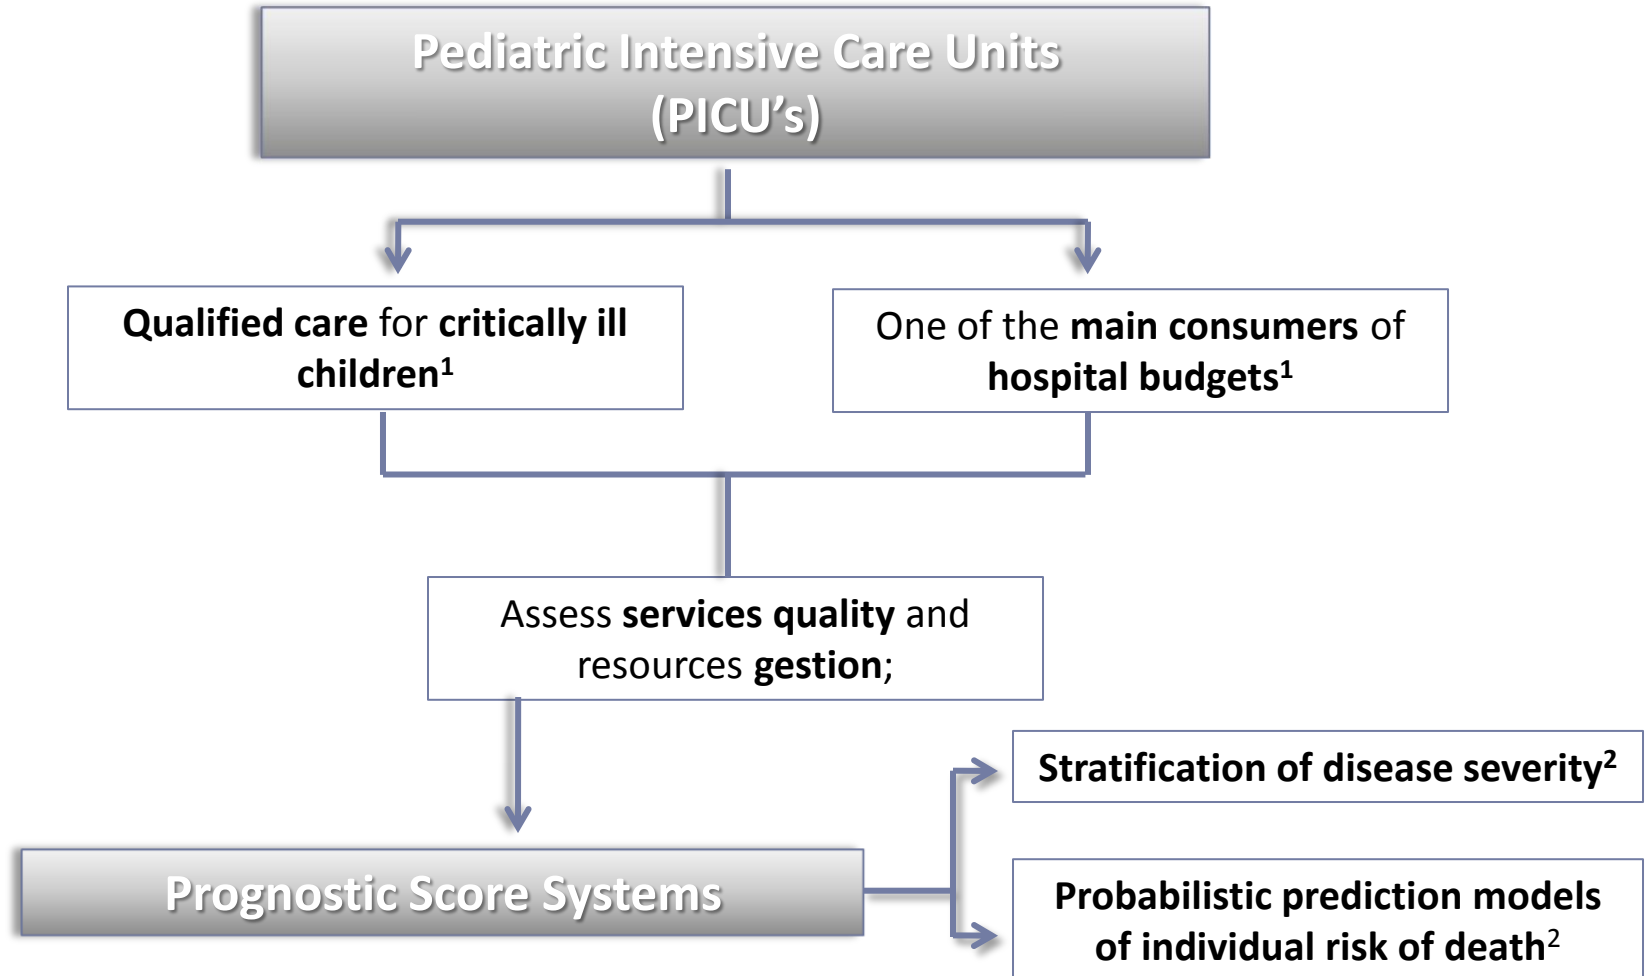 Pediatric Intensive Care Units
(PICU’s)
Qualified care for critically ill
children¹
One of the main consumers of
hospital budgets¹
Assess services quality and
resources gestion;
Stratification of disease severity²
Prognostic Score Systems
Probabilistic prediction models
of individual risk of death²